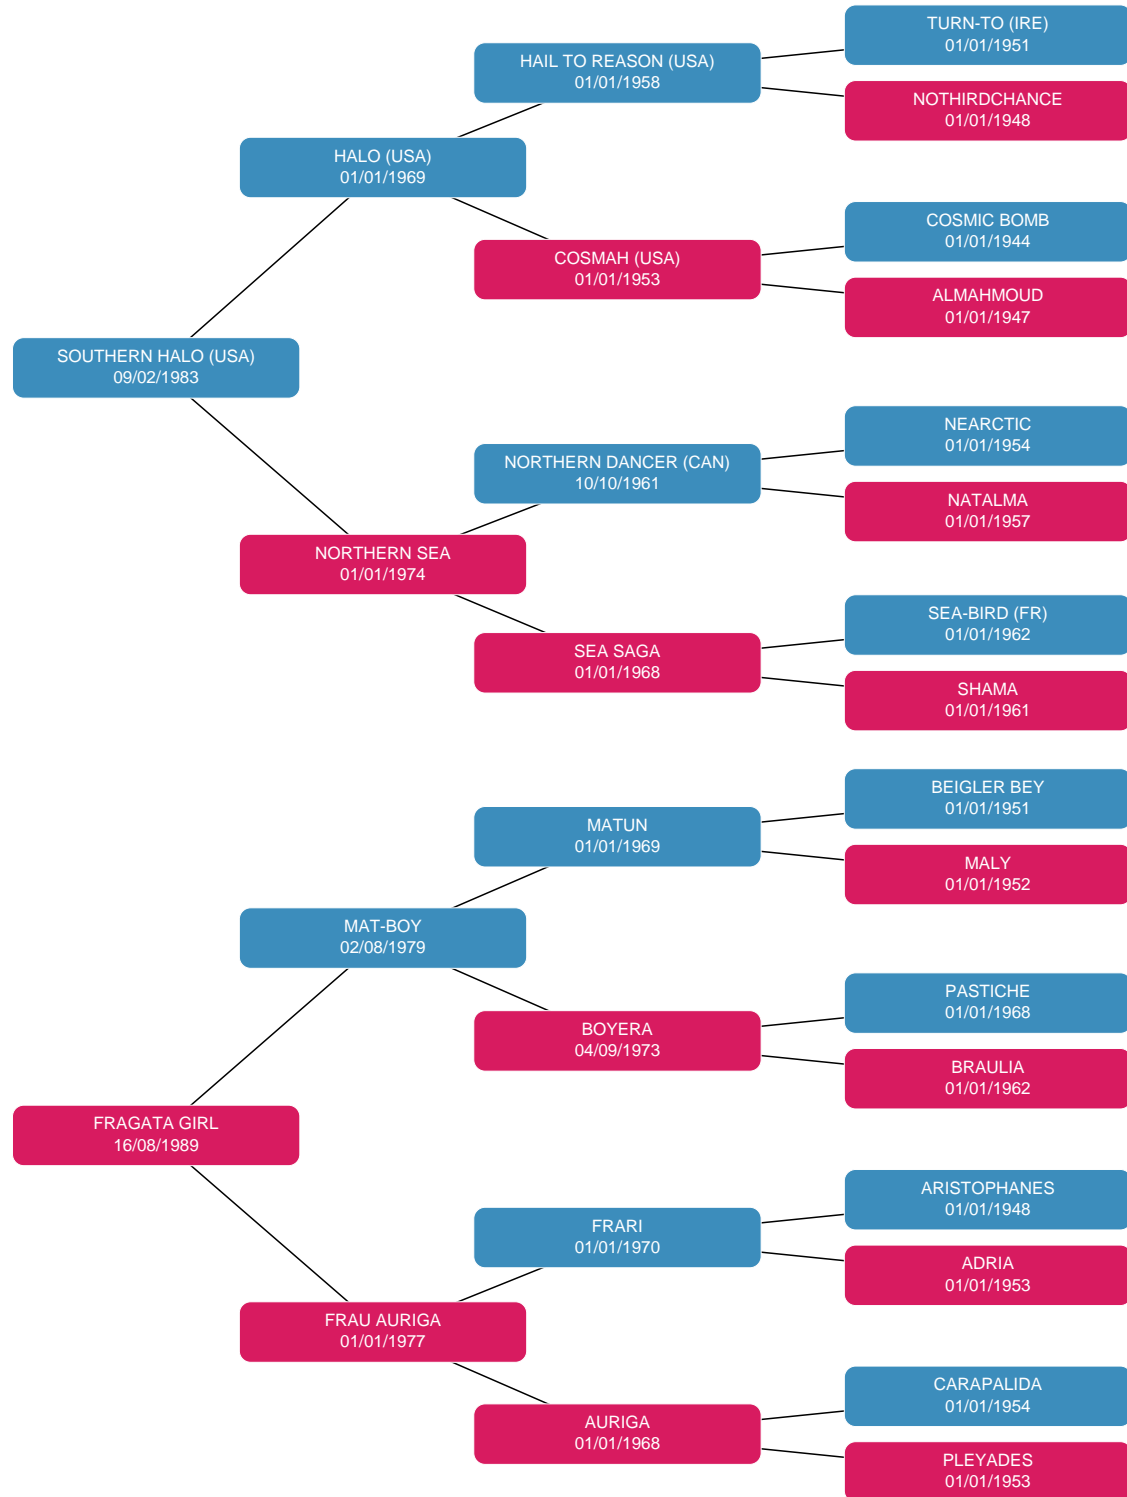 TURN-TO (IRE)
01/01/1951
HAIL TO REASON (USA)
01/01/1958
NOTHIRDCHANCE
01/01/1948
HALO (USA)
01/01/1969
COSMIC BOMB
01/01/1944
COSMAH (USA)
01/01/1953
ALMAHMOUD
01/01/1947
SOUTHERN HALO (USA)
09/02/1983
NEARCTIC
01/01/1954
NORTHERN DANCER (CAN)
10/10/1961
NATALMA
01/01/1957
NORTHERN SEA
01/01/1974
SEA-BIRD (FR)
01/01/1962
SEA SAGA
01/01/1968
SHAMA
01/01/1961
BEIGLER BEY
01/01/1951
MATUN
01/01/1969
MALY
01/01/1952
MAT-BOY
02/08/1979
PASTICHE
01/01/1968
BOYERA
04/09/1973
BRAULIA
01/01/1962
FRAGATA GIRL
16/08/1989
ARISTOPHANES
01/01/1948
FRARI
01/01/1970
ADRIA
01/01/1953
FRAU AURIGA
01/01/1977
CARAPALIDA
01/01/1954
AURIGA
01/01/1968
PLEYADES
01/01/1953